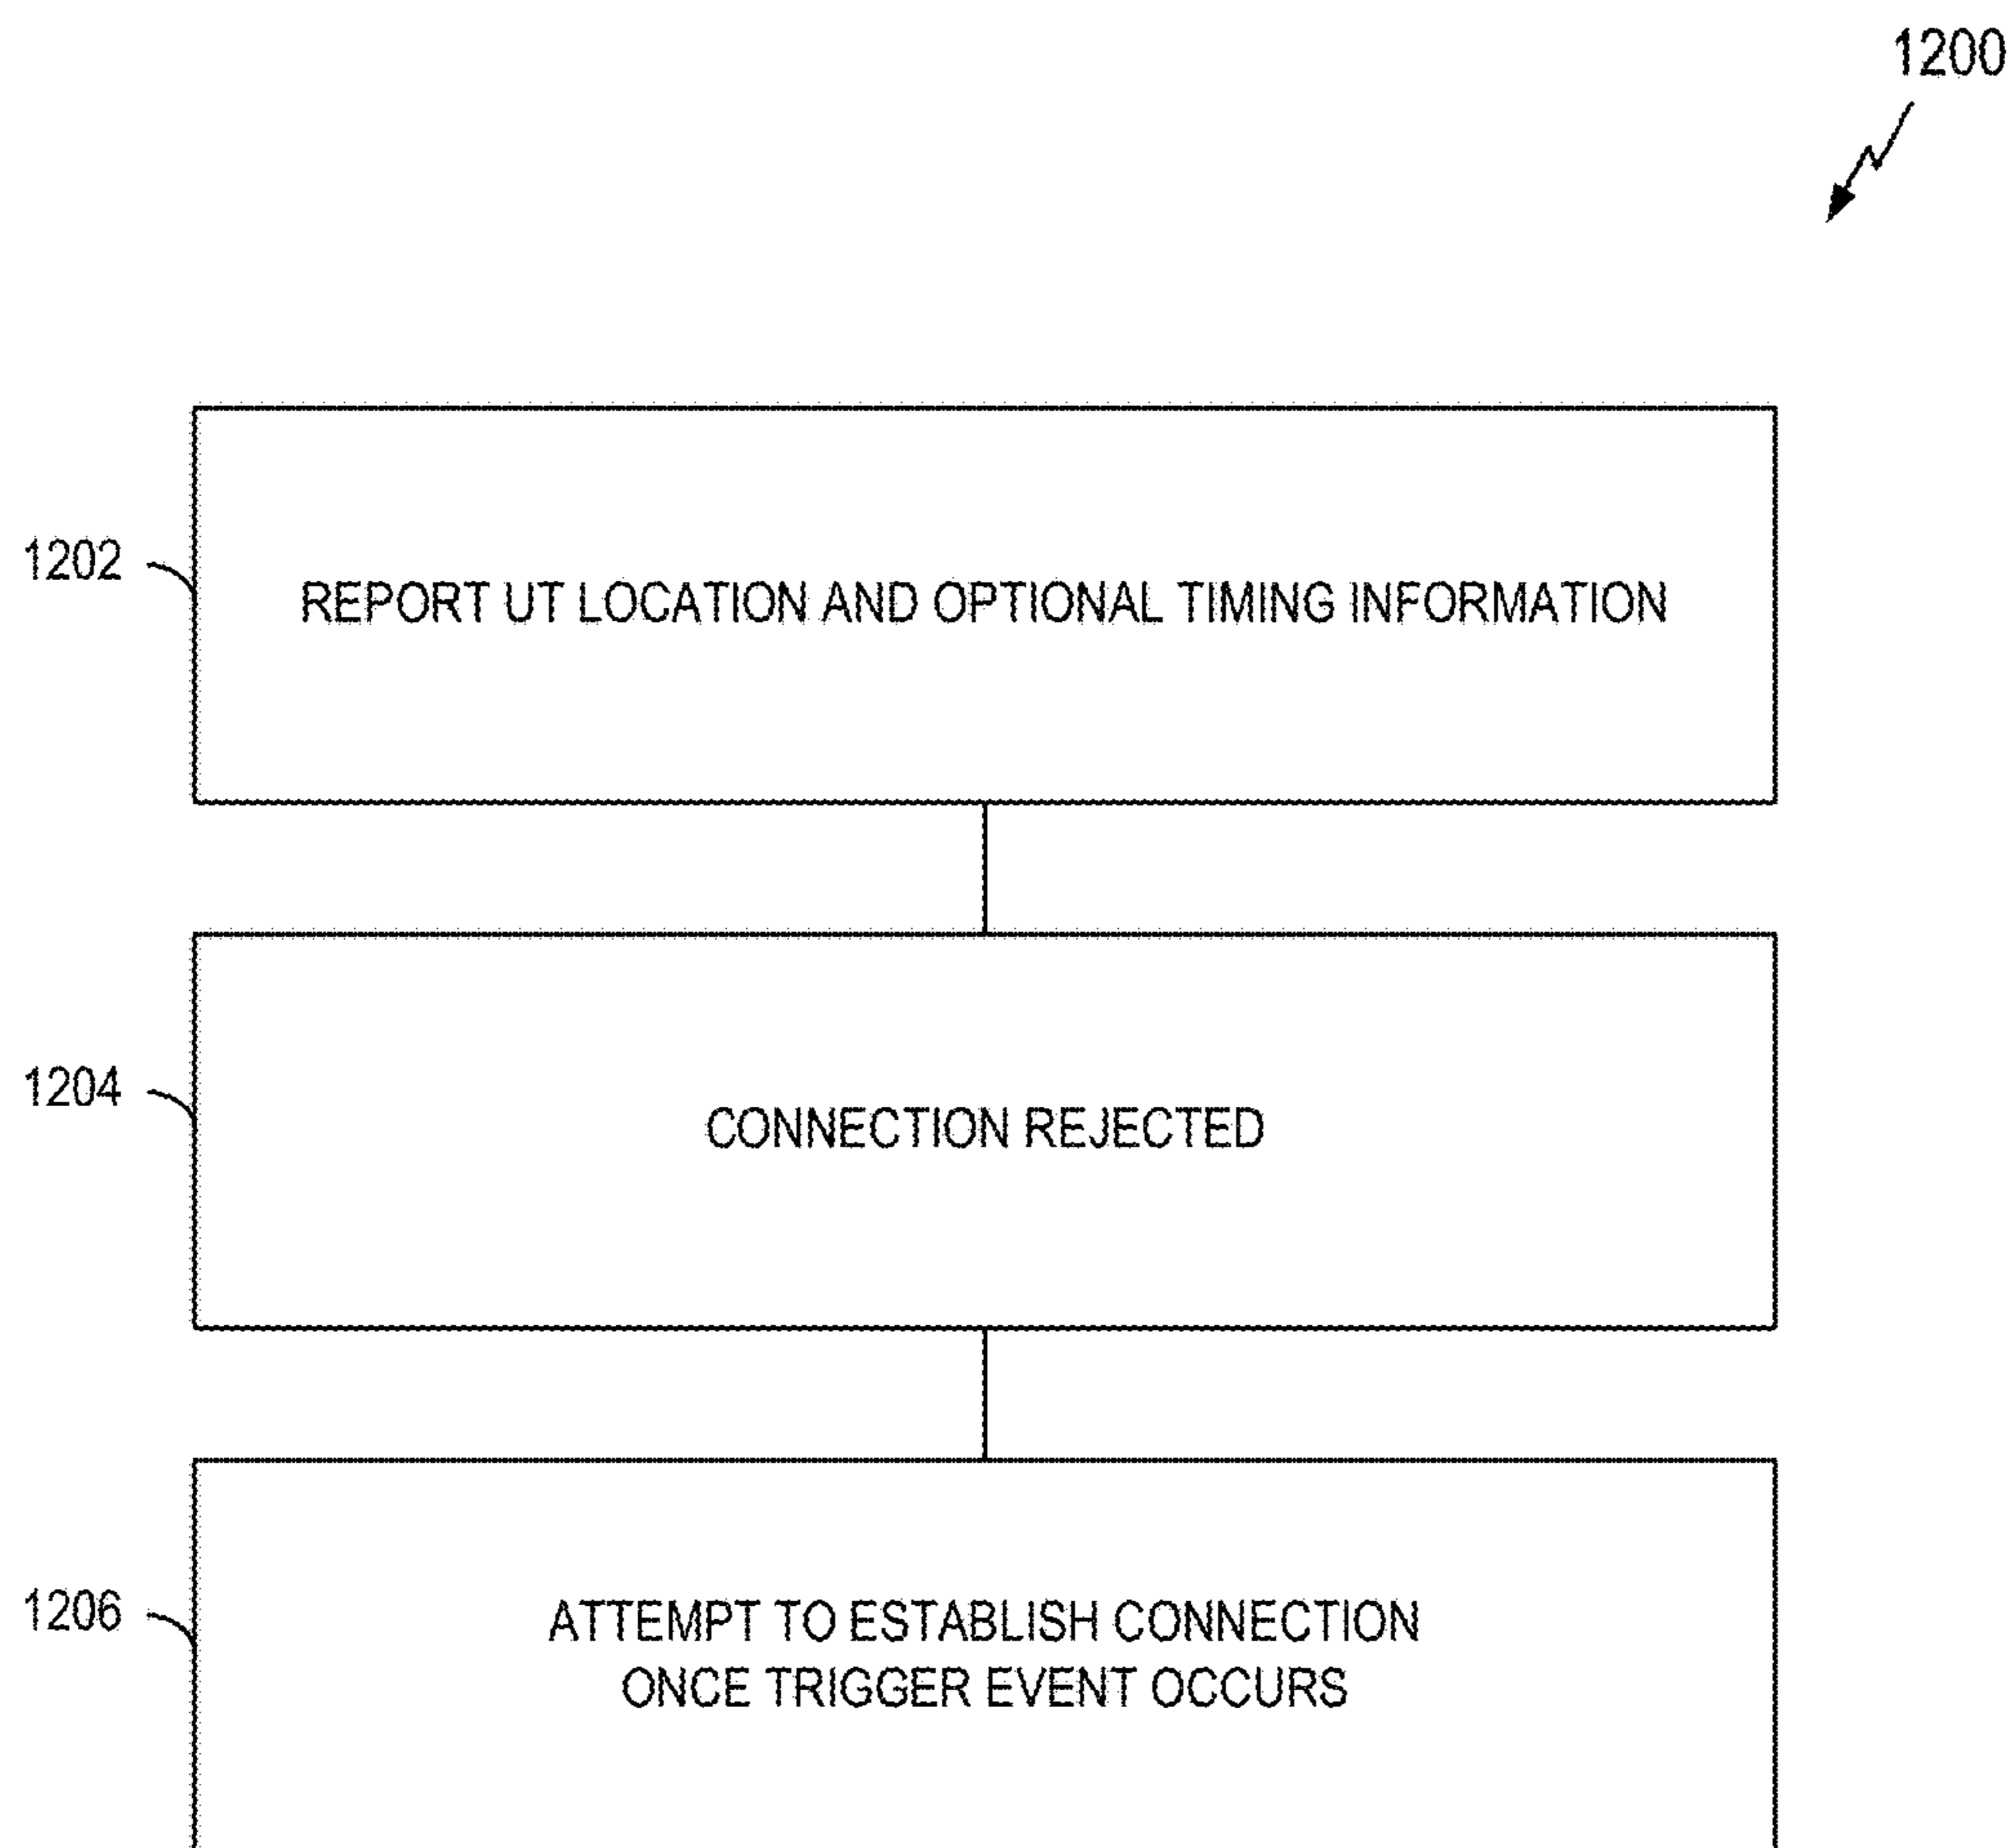 1200
1202
REPORT UT LOCATION AND OPTIONAL TIMING INFORMATION
1204
CONNECTION REJECTED
1206
ATTEMPT TO ESTABLISH CONNECTION
ONCE TRIGGER EVENT OCCURS